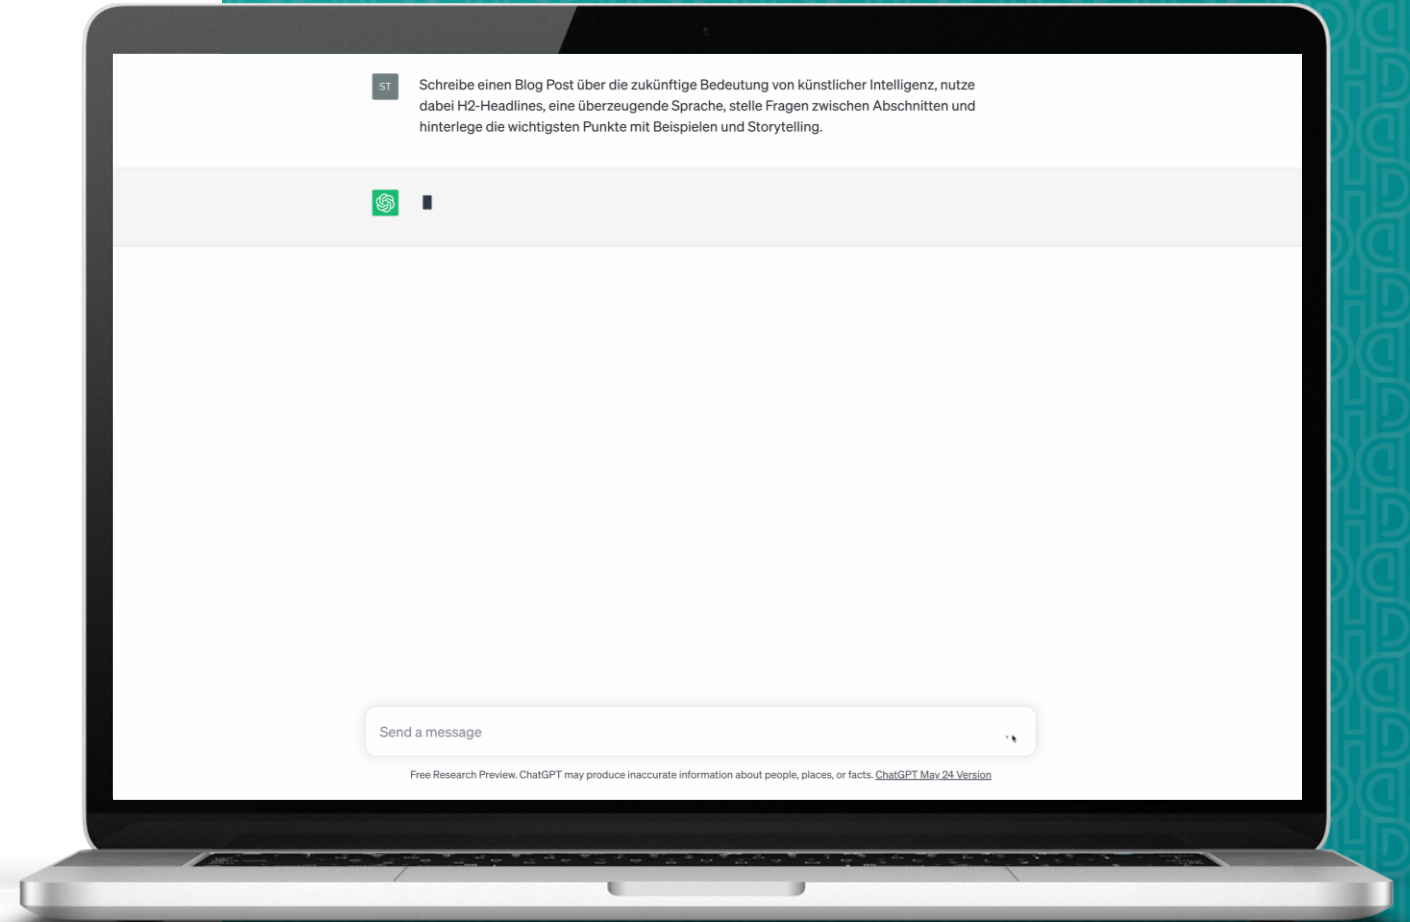 ST
Schreibe einen Blog Post über die zukünftige Bedeutung von künstlicher Intelligenz, nutze
dabei H2-Headlines, eine überzeugende Sprache, stelle Fragen zwischen Abschnitten und
hinterlege die wichtigsten Punkte mit Beispielen und Storytelling.
Send a message
Free Research Preview. ChatGPT may produce inaccurate information about people, places, or facts. ChatGPT May 24 Version